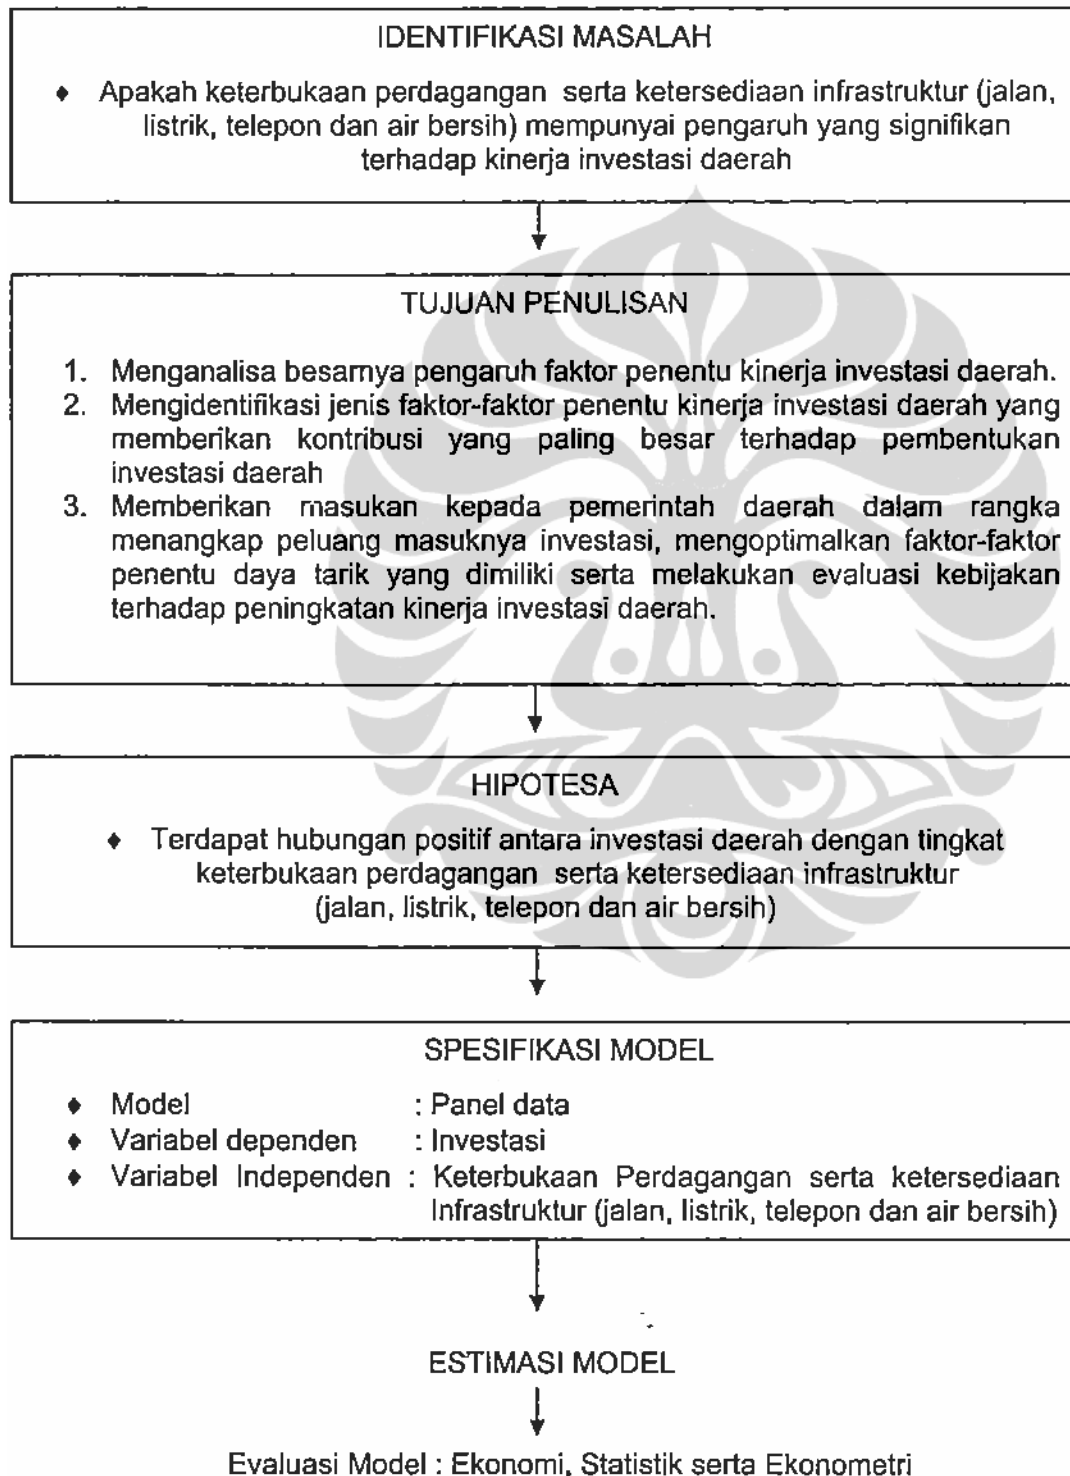 IDENTIFIKASI MASALAH
♦ Apakah keterbukaan perdagangan serta ketersediaan infrastruktur (jalan,
listrik, telepon dan air bersih) mempunyai pengaruh yang signifikan
terhadap kinerja investasi daerah
TUJUAN PENULISAN
1. Menganalisa besarnya pengaruh faktor penentu kinerja investasi daerah.
2. Mengidentifikasi jenis faktor-faktor penentu kinerja investasi daerah yang
memberikan kontribusi yang paling besar terhadap pembentukan
investasi daerah
3. Memberikan masukan kepada pemerintah daerah dalam rangka
menangkap peluang masuknya investasi, mengoptimalkan faktor-faktor
penentu daya tarik yang dimiliki serta melakukan evaluasi kebijakan
terhadap peningkatan kinerja investasi daerah.
HIPOTESA
♦ Terdapat hubungan positif antara investasi daerah dengan tingkat
keterbukaan perdagangan serta ketersediaan infrastruktur
(jalan, listrik, telepon dan air bersih)
SPESIFIKASI MODEL
♦ Model : Panel data
♦ Variabel dependen : Investasi
♦ Variabel Independen : Keterbukaan Perdagangan serta ketersediaan
Infrastruktur (jalan, listrik, telepon dan air bersih)
ESTIMASI MODEL
Evaluasi Model : Ekonomi, Statistik serta Ekonometri